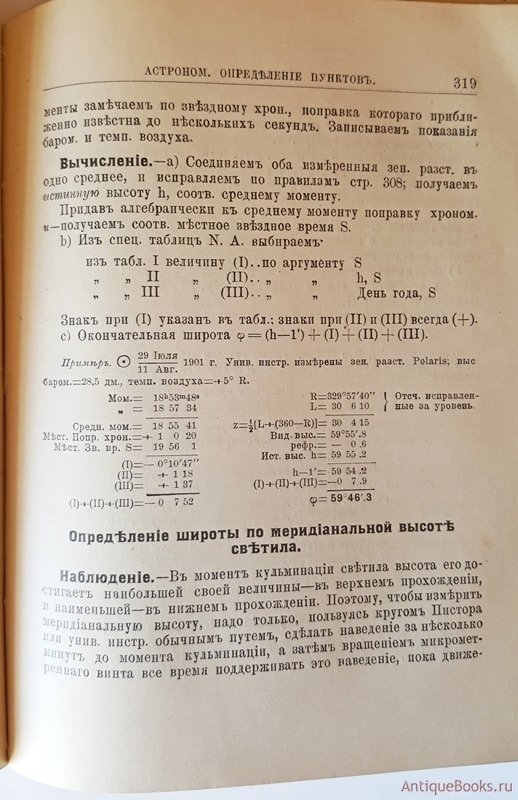 АСТРОНОМ. ОПРЕДѢЛЕНІЕ ПУНКТОВЪ. 319
менты замѣчаемъ по звѣздному хрон., поправка котораго прибли-
женно извѣстна до нѣсколькихъ секундъ. Записываемъ показанія
баром. и темп. воздуха.
Вычисленіе.—а) Соединяемъ оба измѣренныя зен. разст. въ
одно среднее, и исправляемъ по правиламъ стр. 308; получаемъ
истинную высоту h, соотв. среднему моменту.
Придавъ алгебраически къ среднему моменту поправку хроном.
u—получаемъ соотв. мѣстное звѣздное время S.
b) Изъ спец. таблицъ N. A. выбираемъ·
изъ табл. I величину (I)..по аргументу S
„ „ II „ (II).. „ „ h, S
„ „ III „ (III).. „ „ День года, S
Знакъ при (I) указанъ въ табл.; знаки при (II) и (III) всегда (+).
c) Окончательная широта φ=(h—1′)+(I)+(II)+(III).
Примѣръ. ☉ 29 Іюля / 11 Авг. 1901 г. Унив. инстр. измѣрены зен. разст. Polaris; выс
баром.=28.5 дм., темп. воздуха=+5° R.
Мом.= 18ʰ53ᵐ48ˢ R=329°57′40″ { Отсч. исправлен-
„ = 18 57 34 L= 30 6 10 { ные за уровень.
Средн. мом.= 18 55 41 z=½[L+(360—R)]= 30 4 15
Мѣст. Попр. хрон.=+ 1 0 20 Вид. выс.= 59°55′.8
Мѣст. Зв. вр. S= 19 56 1 рефр.= — 0.6
Ист. выс. h= 59 55.2
(I)=— 0°10′47″
(II)= + 1 18 h—1′= 59 54.2
(III)= + 1 37 (I)+(II)+(III)=—0 7.9
(I)+(II)+(III)=— 0 7 52 φ= 59°46′.3
Опредѣленіе широты по меридіанальной высотѣ
свѣтила.
Наблюденіе.—Въ моментъ кульминаціи свѣтила высота его до-
стигаетъ наибольшей своей величины—въ верхнемъ прохожденіи,
и наименьшей—въ нижнемъ прохожденіи. Поэтому, чтобы измѣрить
меридіанальную высоту, надо только, пользуясь кругомъ Пистора
или унив. инстр. обычнымъ путемъ, сдѣлать наведеніе за нѣсколько
минутъ до момента кульминаціи, а затѣмъ вращеніемъ микромет-
реннаго винта все время поддерживать это наведеніе, пока движе-
AntiqueBooks.ru